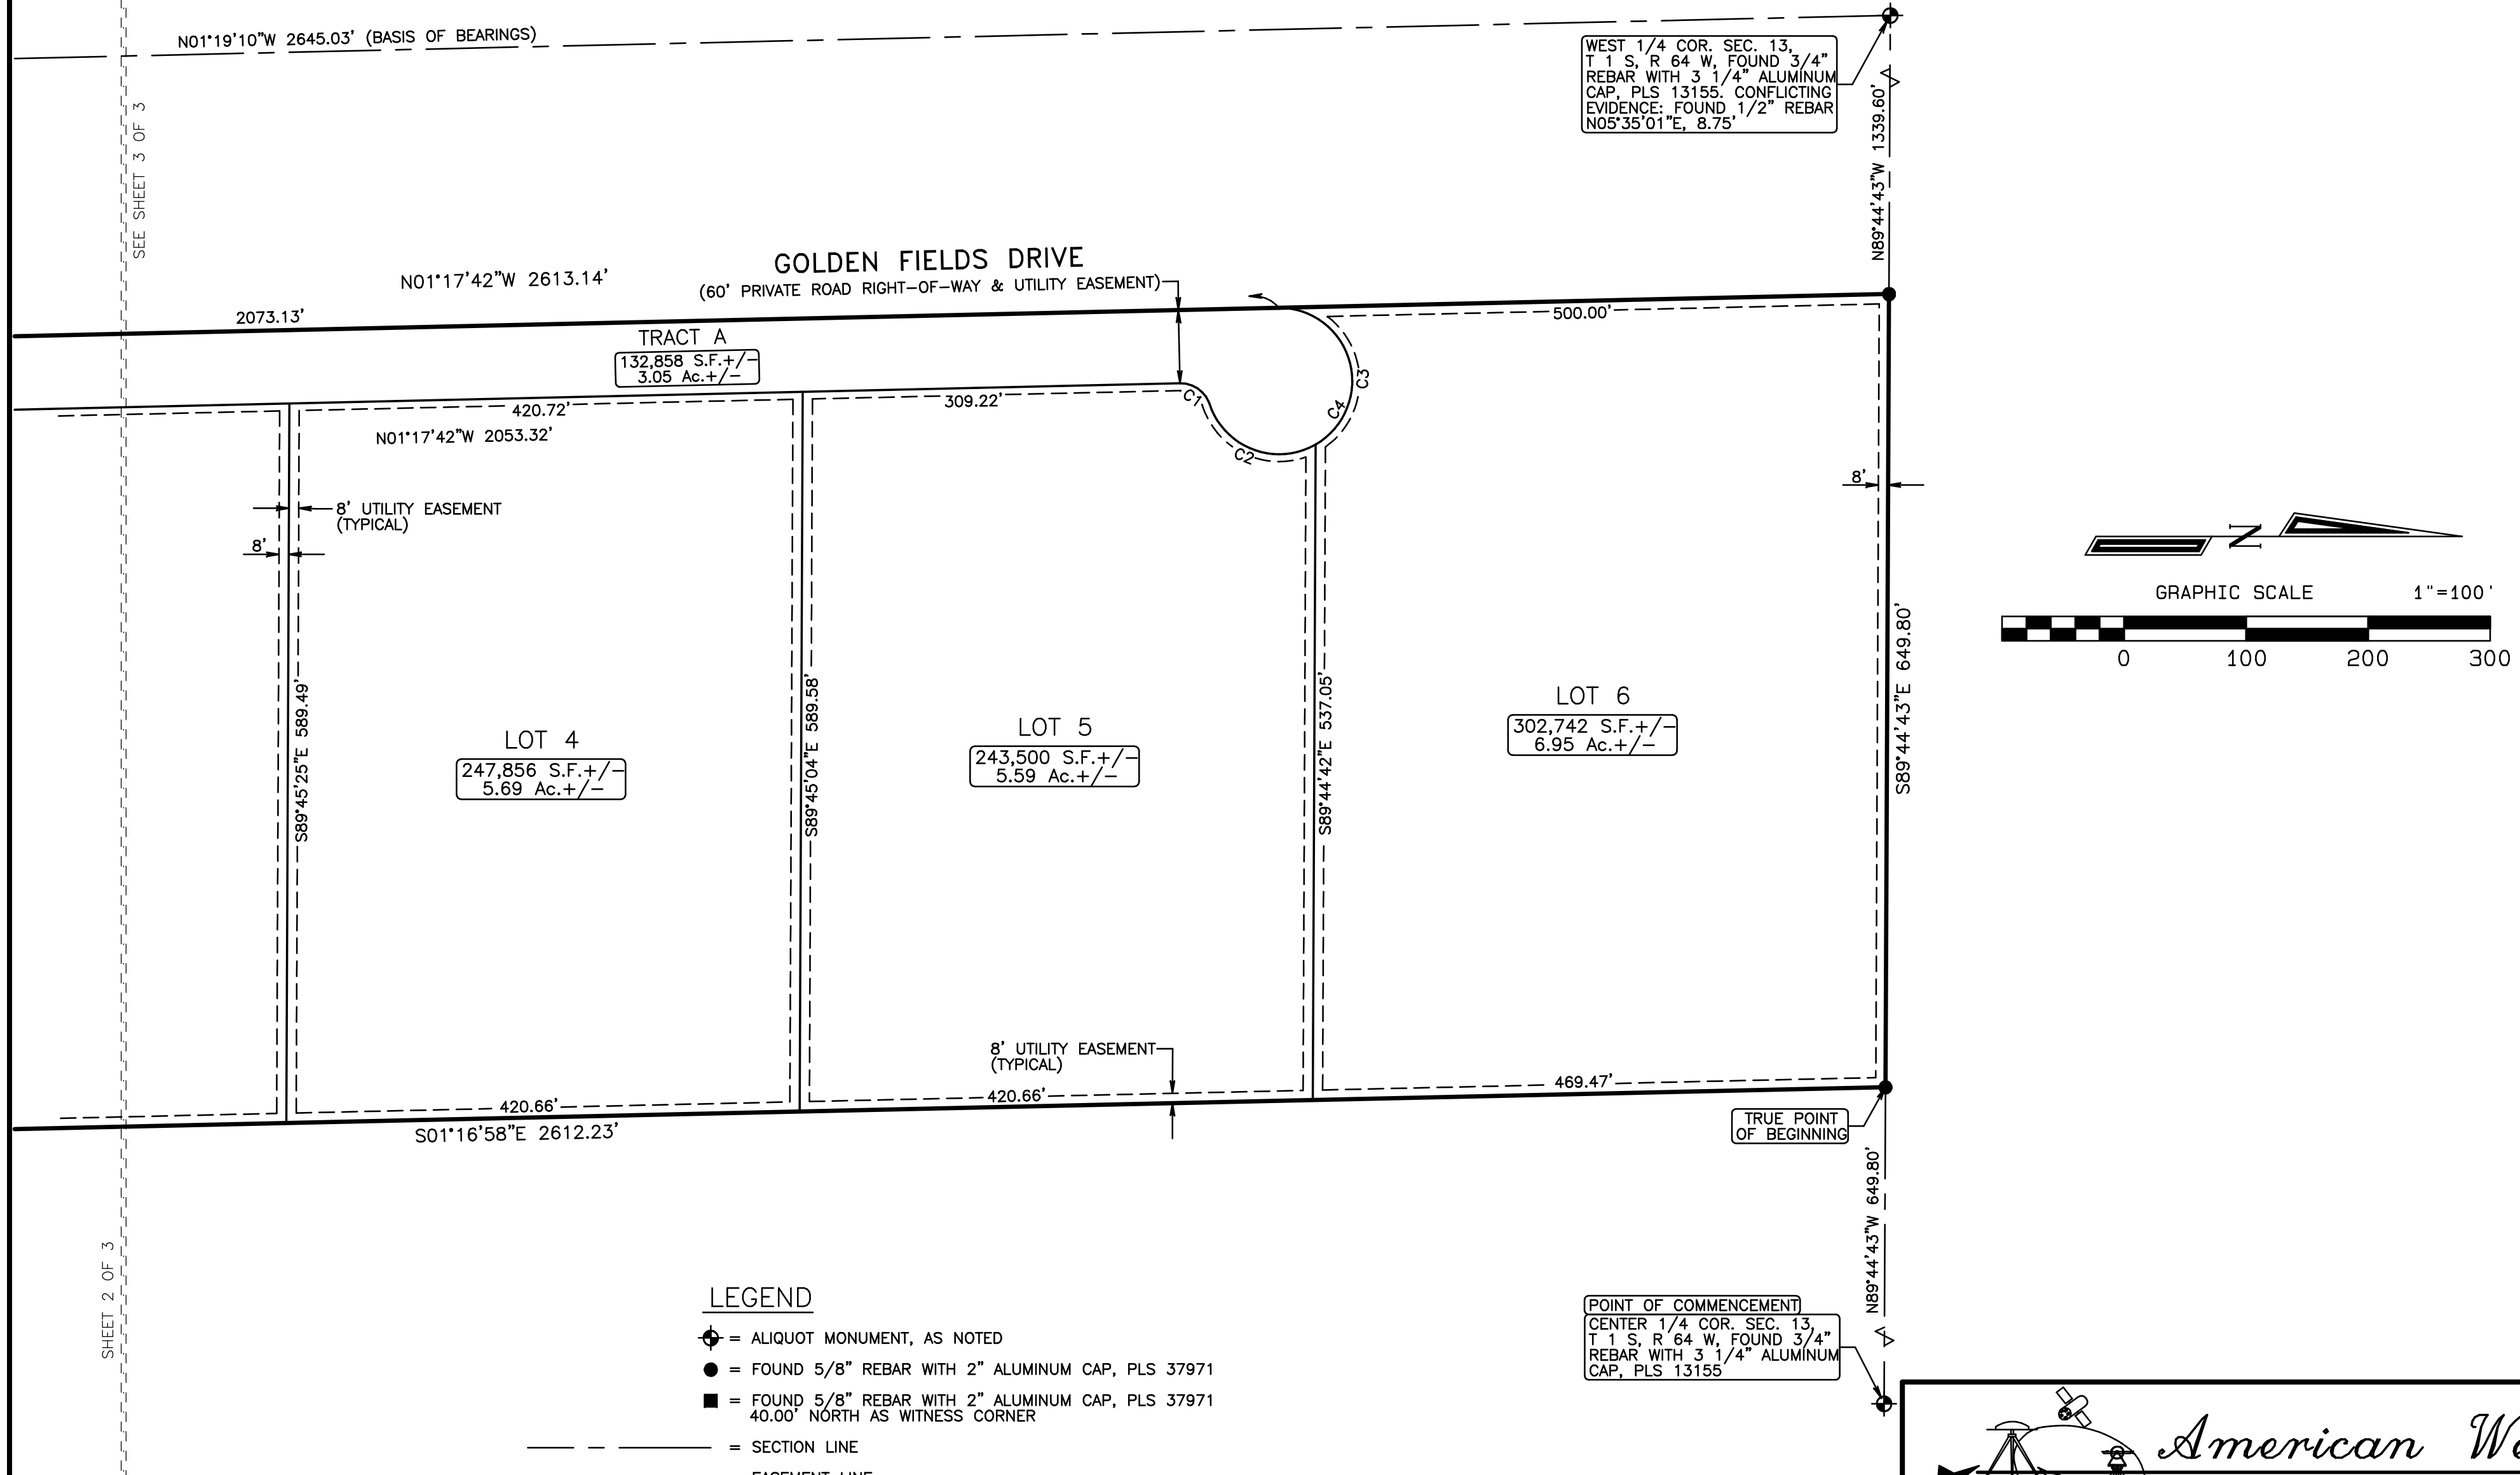 N01°19'10"W 2645.03' (BASIS OF BEARINGS)
WEST 1/4 COR. SEC. 13,
T 1 S, R 64 W, FOUND 3/4"
REBAR WITH 3 1/4" ALUMINUM
CAP, PLS 13155. CONFLICTING
EVIDENCE: FOUND 1/2" REBAR
N05°35'01"E, 8.75'
N89°44'43"W 1339.60'
SEE SHEET 3 OF 3
GOLDEN FIELDS DRIVE
(60' PRIVATE ROAD RIGHT-OF-WAY & UTILITY EASEMENT)
N01°17'42"W 2613.14'
2073.13'
500.00'
TRACT A
132,858 S.F.+/-
3.05 Ac.+/-
C1
C2
C3
C4
420.72'
309.22'
N01°17'42"W 2053.32'
8' UTILITY EASEMENT
(TYPICAL)
8'
8'
N
GRAPHIC SCALE 1"=100'
0 100 200 300
S89°45'25"E 589.49'
LOT 4
247,856 S.F.+/-
5.69 Ac.+/-
S89°45'04"E 589.58'
LOT 5
243,500 S.F.+/-
5.59 Ac.+/-
S89°44'42"E 537.05'
LOT 6
302,742 S.F.+/-
6.95 Ac.+/-
S89°44'43"E 649.80'
8' UTILITY EASEMENT
(TYPICAL)
420.66'
420.66'
469.47'
S01°16'58"E 2612.23'
TRUE POINT
OF BEGINNING
N89°44'43"W 649.80'
SHEET 2 OF 3
POINT OF COMMENCEMENT
CENTER 1/4 COR. SEC. 13,
T 1 S, R 64 W, FOUND 3/4"
REBAR WITH 3 1/4" ALUMINUM
CAP, PLS 13155
LEGEND
= ALIQUOT MONUMENT, AS NOTED
= FOUND 5/8" REBAR WITH 2" ALUMINUM CAP, PLS 37971
= FOUND 5/8" REBAR WITH 2" ALUMINUM CAP, PLS 37971
40.00' NORTH AS WITNESS CORNER
= SECTION LINE
EASEMENT LINE
American